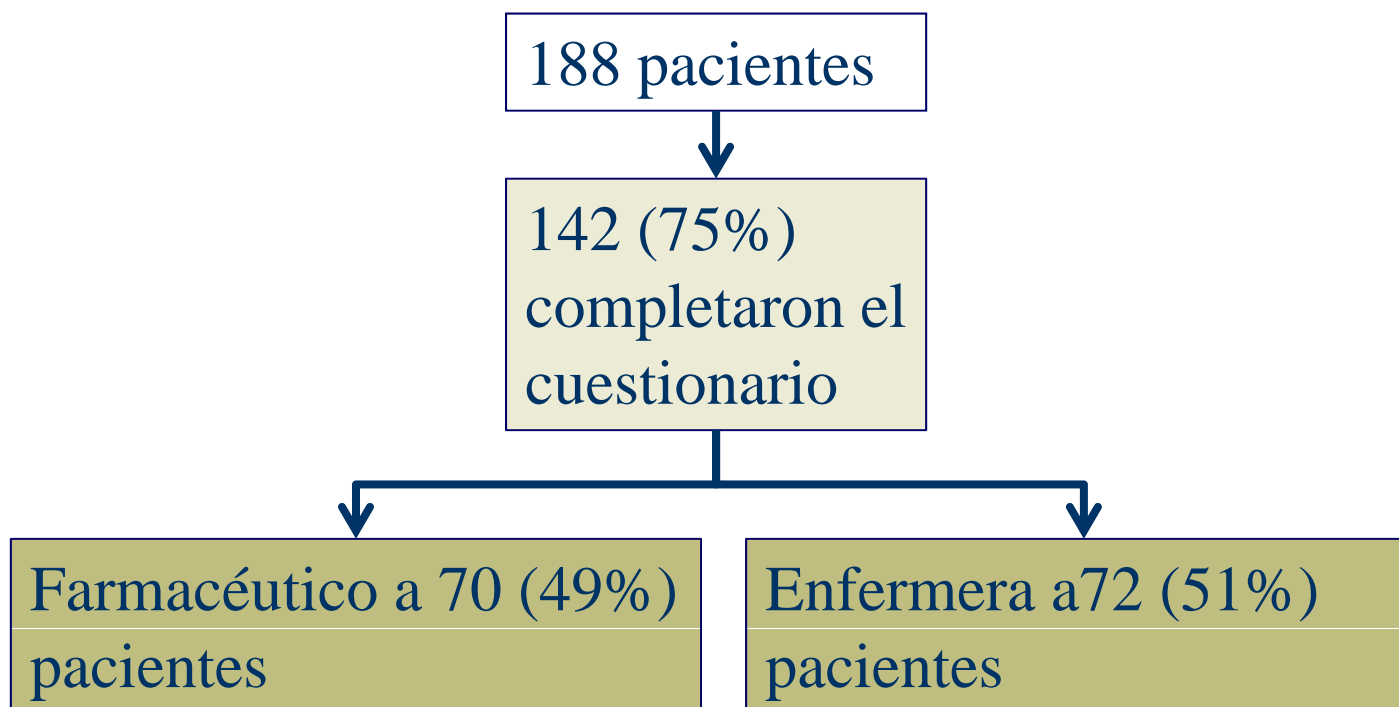 188 pacientes
142 (75%)
completaron el
cuestionario
Farmacéutico a 70 (49%)
pacientes
Enfermera a72 (51%)
pacientes